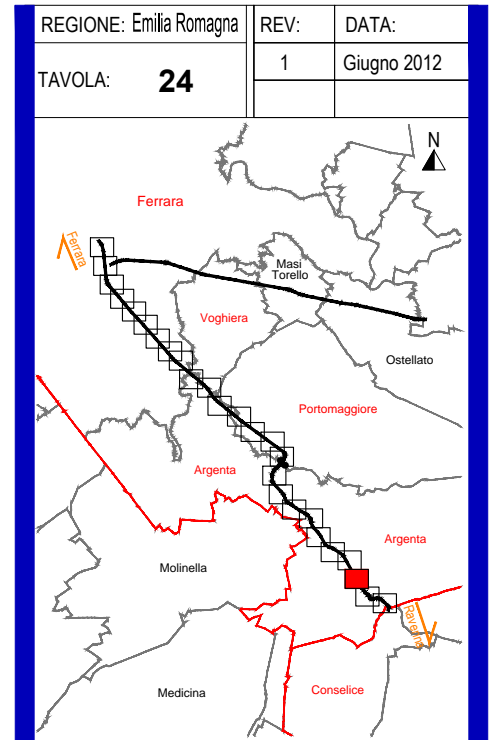 REGIONE: Emilia Romagna
REV:
DATA:
TAVOLA: 24
1
Giugno 2012
N
Ferrara
Ferrara
Masi
Torello
Voghiera
Ostellato
Portomaggiore
Argenta
Argenta
Molinella
Ravenna
Medicina
Conselice